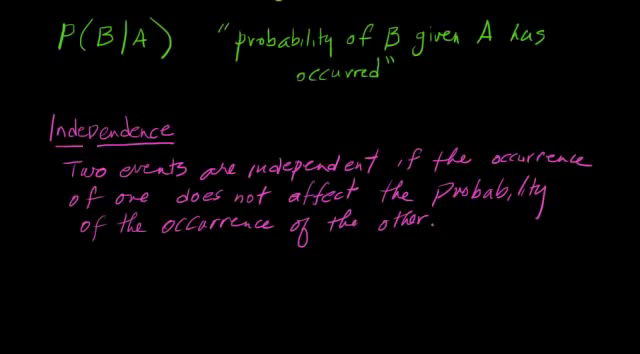 P(B|A) "probability of B given A has
occurred"
Independence
Two events are independent if the occurrence
of one does not affect the probability
of the occurrence of the other.